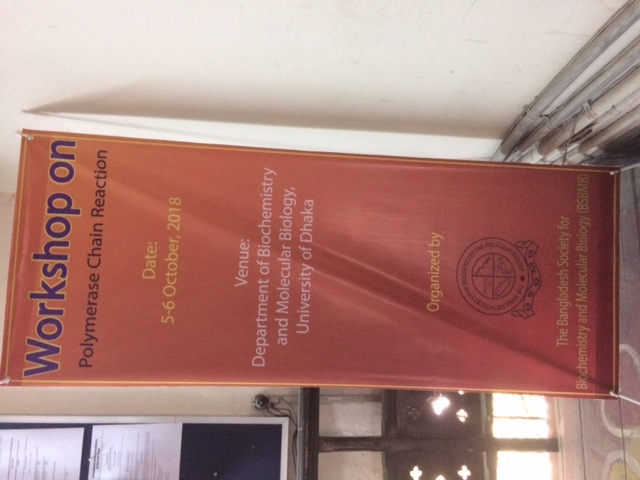 Workshop on
Polymerase Chain Reaction
Date:
5-6 October, 2018
Venue:
Department of Biochemistry
and Molecular Biology,
University of Dhaka
Organized by
BSBMB
The Bangladesh Society for
Biochemistry and Molecular Biology (BSBMB)